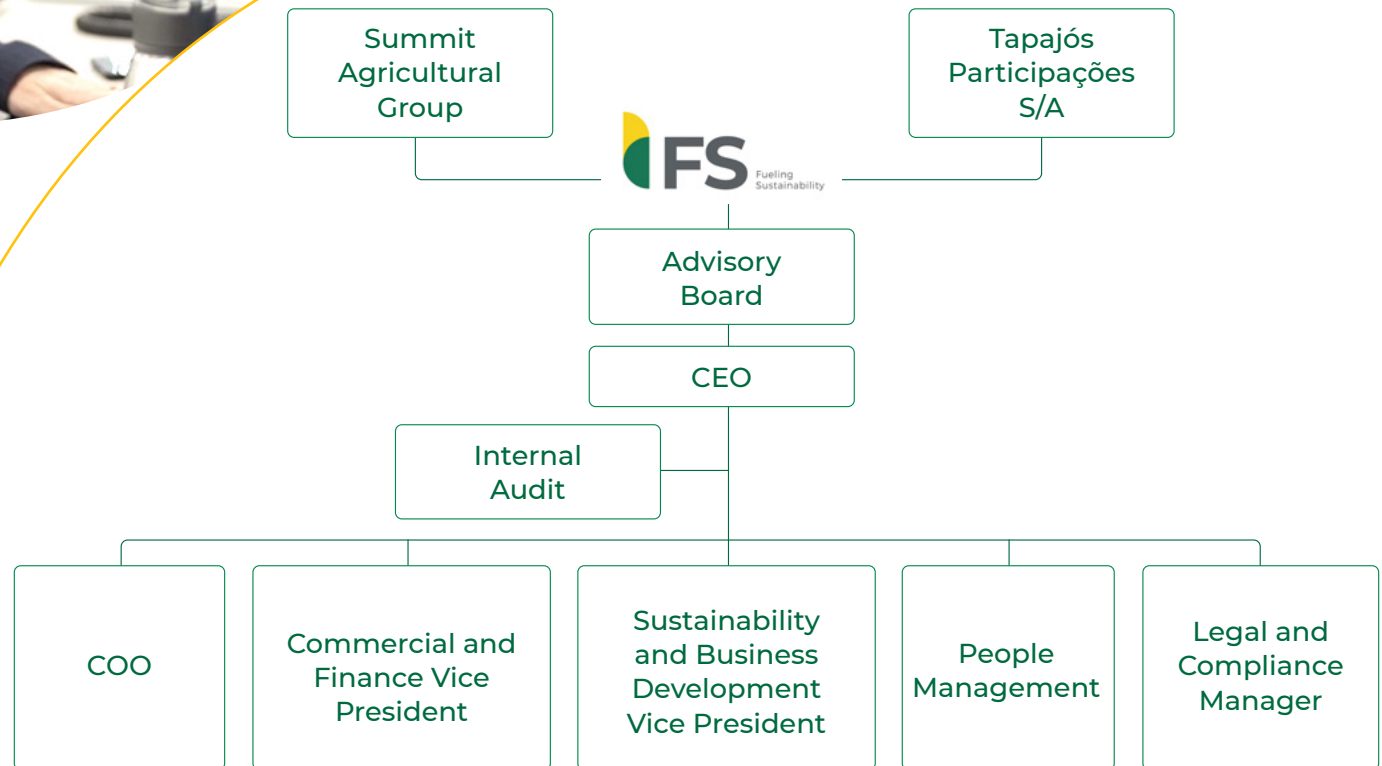 Summit
Agricultural
Group
Tapajós
Participações
S/A
FS
Fueling
Sustainability
Advisory
Board
CEO
Internal
Audit
COO
Commercial and
Finance Vice
President
Sustainability
and Business
Development
Vice President
People
Management
Legal and
Compliance
Manager